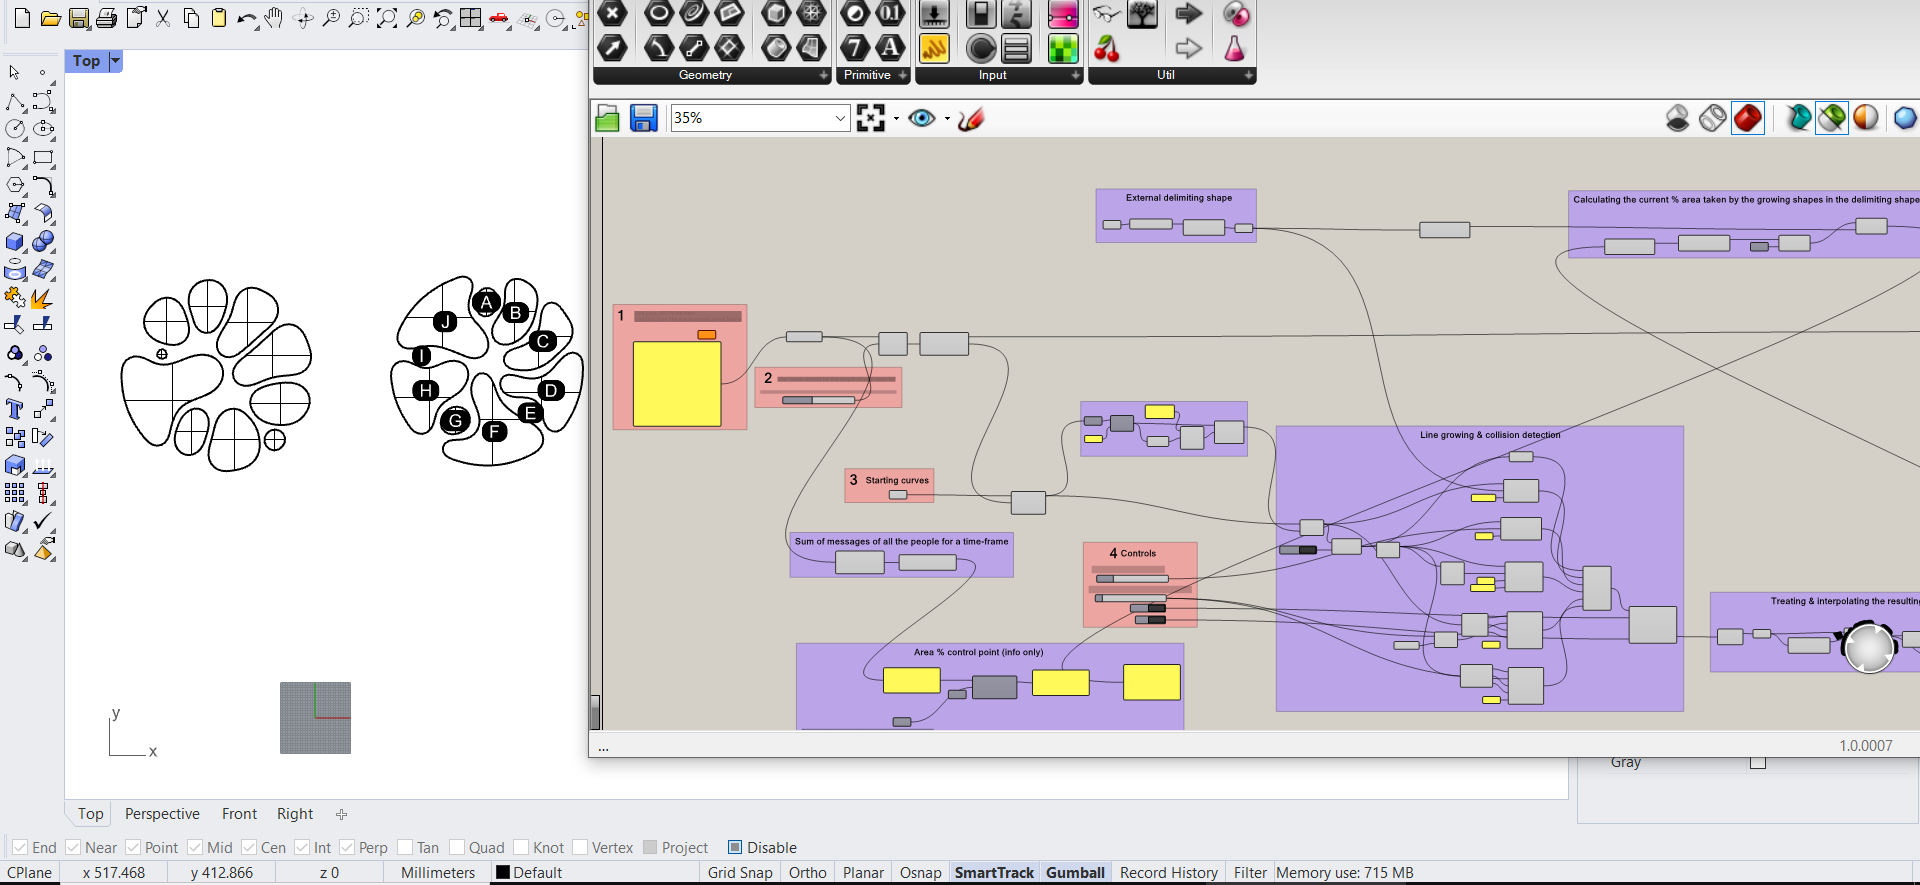 Geometry
Primitive
Input
Util
Top
35%
External delimiting shape
Calculating the current % area taken by the growing shapes in the delimiting shape
1
2
3 Starting curves
Line growing & collision detection
Sum of messages of all the people for a time-frame
4 Controls
Treating & interpolating the resulting
Area % control point (info only)
A
B
J
C
I
H
D
E
G
F
y
x
...
1.0.0007
Gray
Top Perspective Front Right
End Near Point Mid Cen Int Perp Tan Quad Knot Vertex Project Disable
CPlane x 517.468 y 412.866 z 0 Millimeters Default Grid Snap Ortho Planar Osnap SmartTrack Gumball Record History Filter Memory use: 715 MB